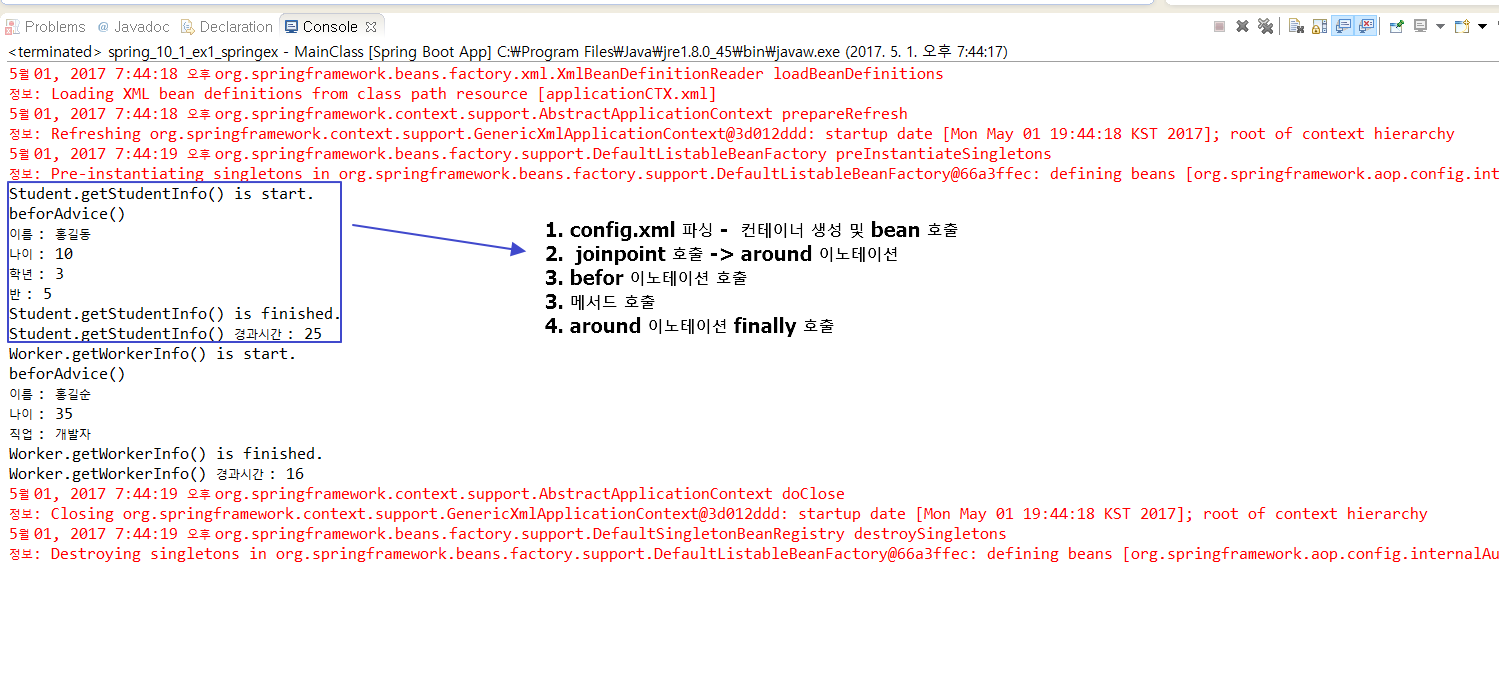 Problems @ Javadoc Declaration Console
<terminated> spring_10_1_ex1_springex - MainClass [Spring Boot App] C:₩Program Files₩Java₩jre1.8.0_45₩bin₩javaw.exe (2017. 5. 1. 오후 7:44:17)
5월 01, 2017 7:44:18 오후 org.springframework.beans.factory.xml.XmlBeanDefinitionReader loadBeanDefinitions
정보: Loading XML bean definitions from class path resource [applicationCTX.xml]
5월 01, 2017 7:44:18 오후 org.springframework.context.support.AbstractApplicationContext prepareRefresh
정보: Refreshing org.springframework.context.support.GenericXmlApplicationContext@3d012ddd: startup date [Mon May 01 19:44:18 KST 2017]; root of context hierarchy
5월 01, 2017 7:44:19 오후 org.springframework.beans.factory.support.DefaultListableBeanFactory preInstantiateSingletons
정보: Pre-instantiating singletons in org.springframework.beans.factory.support.DefaultListableBeanFactory@66a3ffec: defining beans [org.springframework.aop.config.int
Student.getStudentInfo() is start.
beforAdvice()
이름 : 홍길동
나이 : 10
학년 : 3
반 : 5
Student.getStudentInfo() is finished.
Student.getStudentInfo() 경과시간 : 25
1. config.xml 파싱 - 컨테이너 생성 및 bean 호출
2. joinpoint 호출 -> around 이노테이션
3. befor 이노테이션 호출
3. 메서드 호출
4. around 이노테이션 finally 호출
Worker.getWorkerInfo() is start.
beforAdvice()
이름 : 홍길순
나이 : 35
직업 : 개발자
Worker.getWorkerInfo() is finished.
Worker.getWorkerInfo() 경과시간 : 16
5월 01, 2017 7:44:19 오후 org.springframework.context.support.AbstractApplicationContext doClose
정보: Closing org.springframework.context.support.GenericXmlApplicationContext@3d012ddd: startup date [Mon May 01 19:44:18 KST 2017]; root of context hierarchy
5월 01, 2017 7:44:19 오후 org.springframework.beans.factory.support.DefaultSingletonBeanRegistry destroySingletons
정보: Destroying singletons in org.springframework.beans.factory.support.DefaultListableBeanFactory@66a3ffec: defining beans [org.springframework.aop.config.internalAu